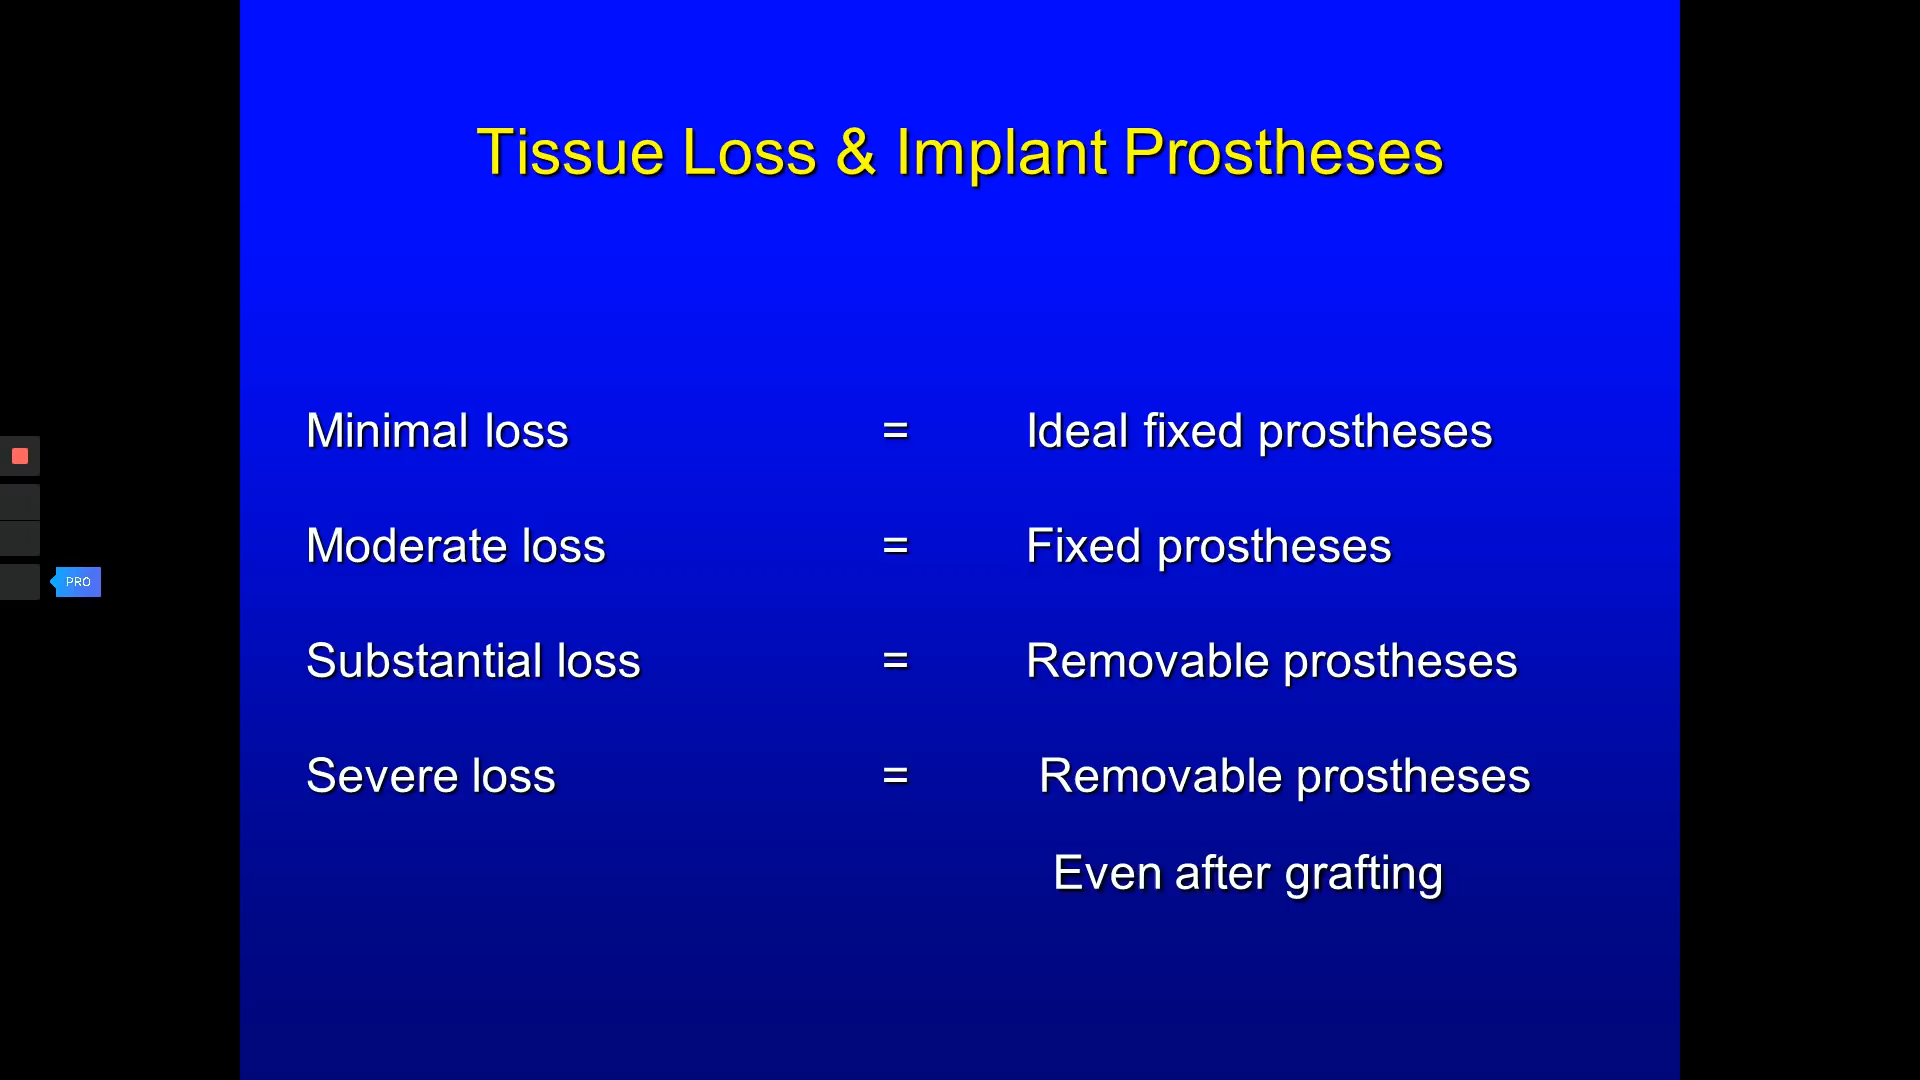 Tissue Loss & Implant Prostheses
Minimal loss = Ideal fixed prostheses
Moderate loss = Fixed prostheses
Substantial loss = Removable prostheses
Severe loss = Removable prostheses
Even after grafting
PRO